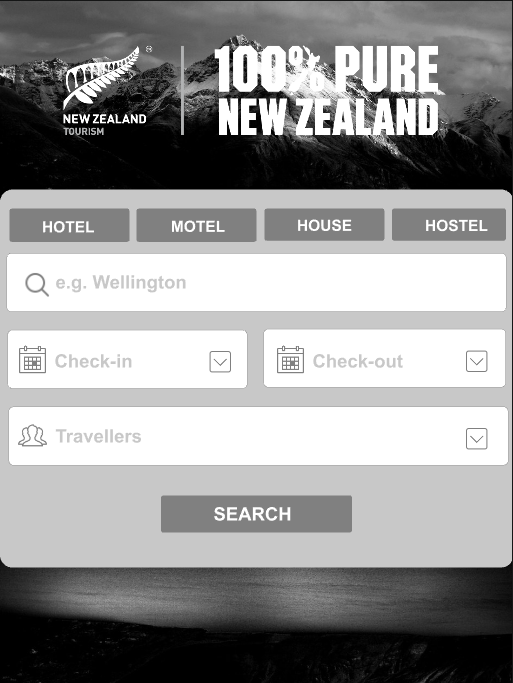 ®
NEW ZEALAND
TOURISM
100% PURE
NEW ZEALAND
HOTEL MOTEL HOUSE HOSTEL
e.g. Wellington
Check-in Check-out
Travellers
SEARCH